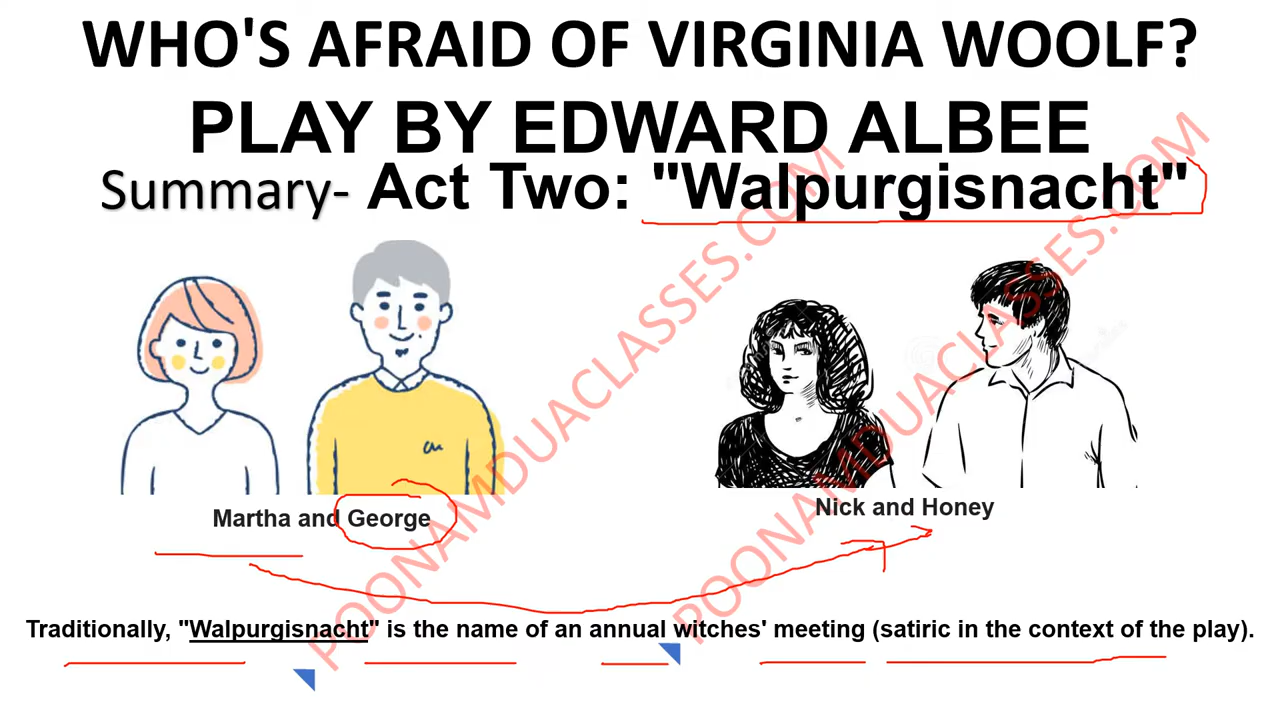 WHO'S AFRAID OF VIRGINIA WOOLF?
PLAY BY EDWARD ALBEE
Summary- Act Two: "Walpurgisnacht"
Martha and George
Nick and Honey
Traditionally, "Walpurgisnacht" is the name of an annual witches' meeting (satiric in the context of the play).
POONAMDUACLASSES.COM
POONAMDUACLASSES.COM